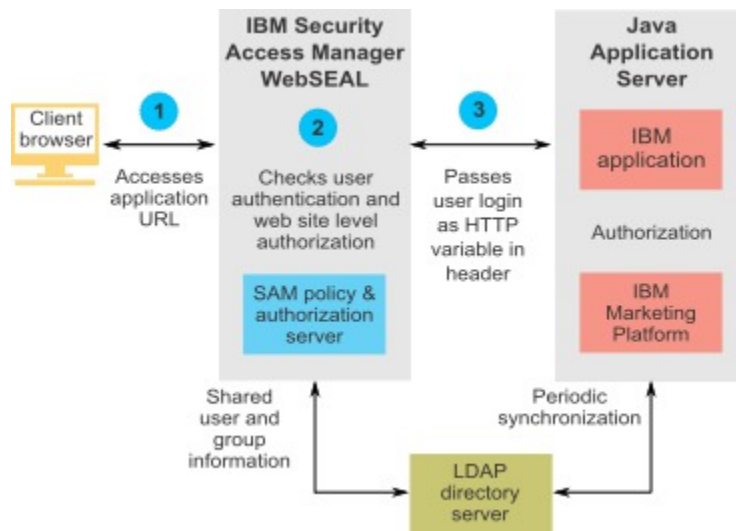 IBM Security
Access Manager
WebSEAL
Java
Application
Server
Client
browser
1
Accesses
application
URL
2
Checks user
authentication and
web site level
authorization
SAM policy &
authorization
server
3
Passes
user login
as HTTP
variable in
header
IBM
application
Authorization
IBM
Marketing
Platform
Shared
user and
group
information
Periodic
synchronization
LDAP
directory
server